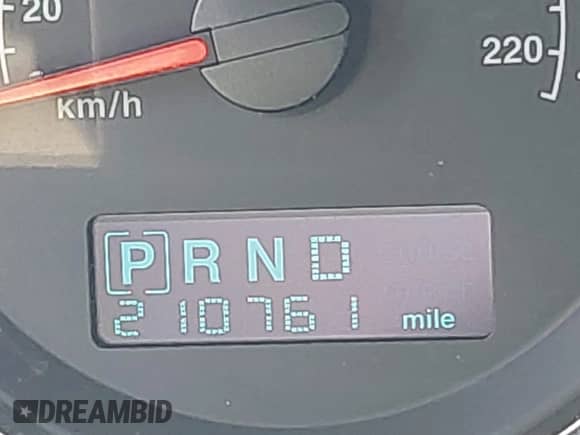 20
km/h
220
[P] R N D
210761 mile
DREAMBID